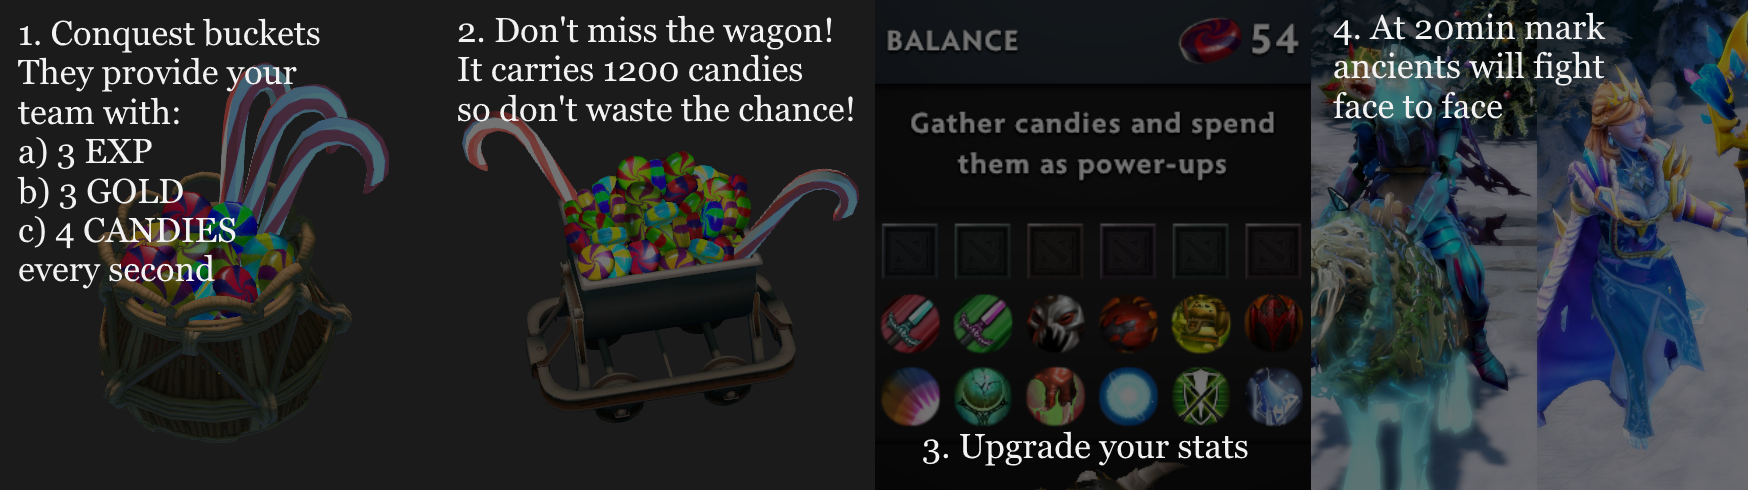 1. Conquest buckets
They provide your
team with:
a) 3 EXP
b) 3 GOLD
c) 4 CANDIES
every second
2. Don't miss the wagon!
It carries 1200 candies
so don't waste the chance!
BALANCE 54
Gather candies and spend
them as power-ups
3. Upgrade your stats
4. At 20min mark
ancients will fight
face to face